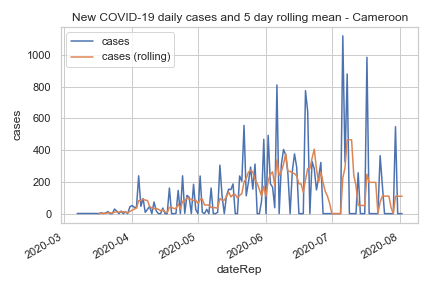 New COVID-19 daily cases and 5 day rolling mean - Cameroon
cases
cases (rolling)
1000
800
600
400
200
0
cases
2020-03
2020-04
2020-05
2020-06
2020-07
2020-08
dateRep